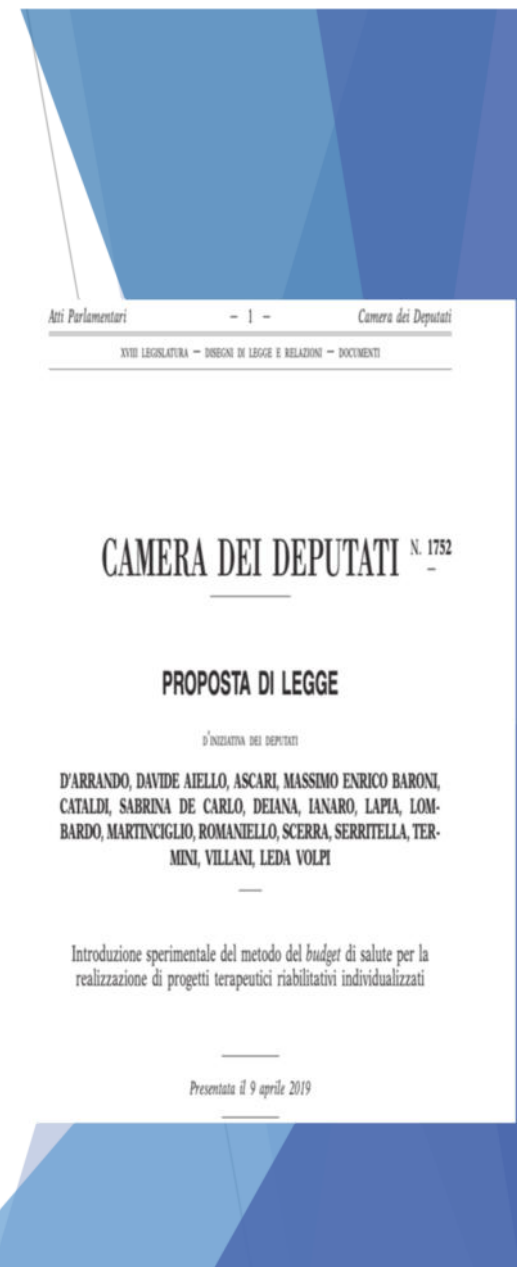 Atti Parlamentari – 1 – Camera dei Deputati
XVIII LEGISLATURA — DISEGNI DI LEGGE E RELAZIONI — DOCUMENTI
CAMERA DEI DEPUTATI N. 1752
PROPOSTA DI LEGGE
D'INIZIATIVA DEI DEPUTATI
D'ARRANDO, DAVIDE AIELLO, ASCARI, MASSIMO ENRICO BARONI,
CATALDI, SABRINA DE CARLO, DEIANA, IANARO, LAPIA, LOM-
BARDO, MARTINCIGLIO, ROMANIELLO, SCERRA, SERRITELLA, TER-
MINI, VILLANI, LEDA VOLPI
Introduzione sperimentale del metodo del budget di salute per la
realizzazione di progetti terapeutici riabilitativi individualizzati
Presentata il 9 aprile 2019